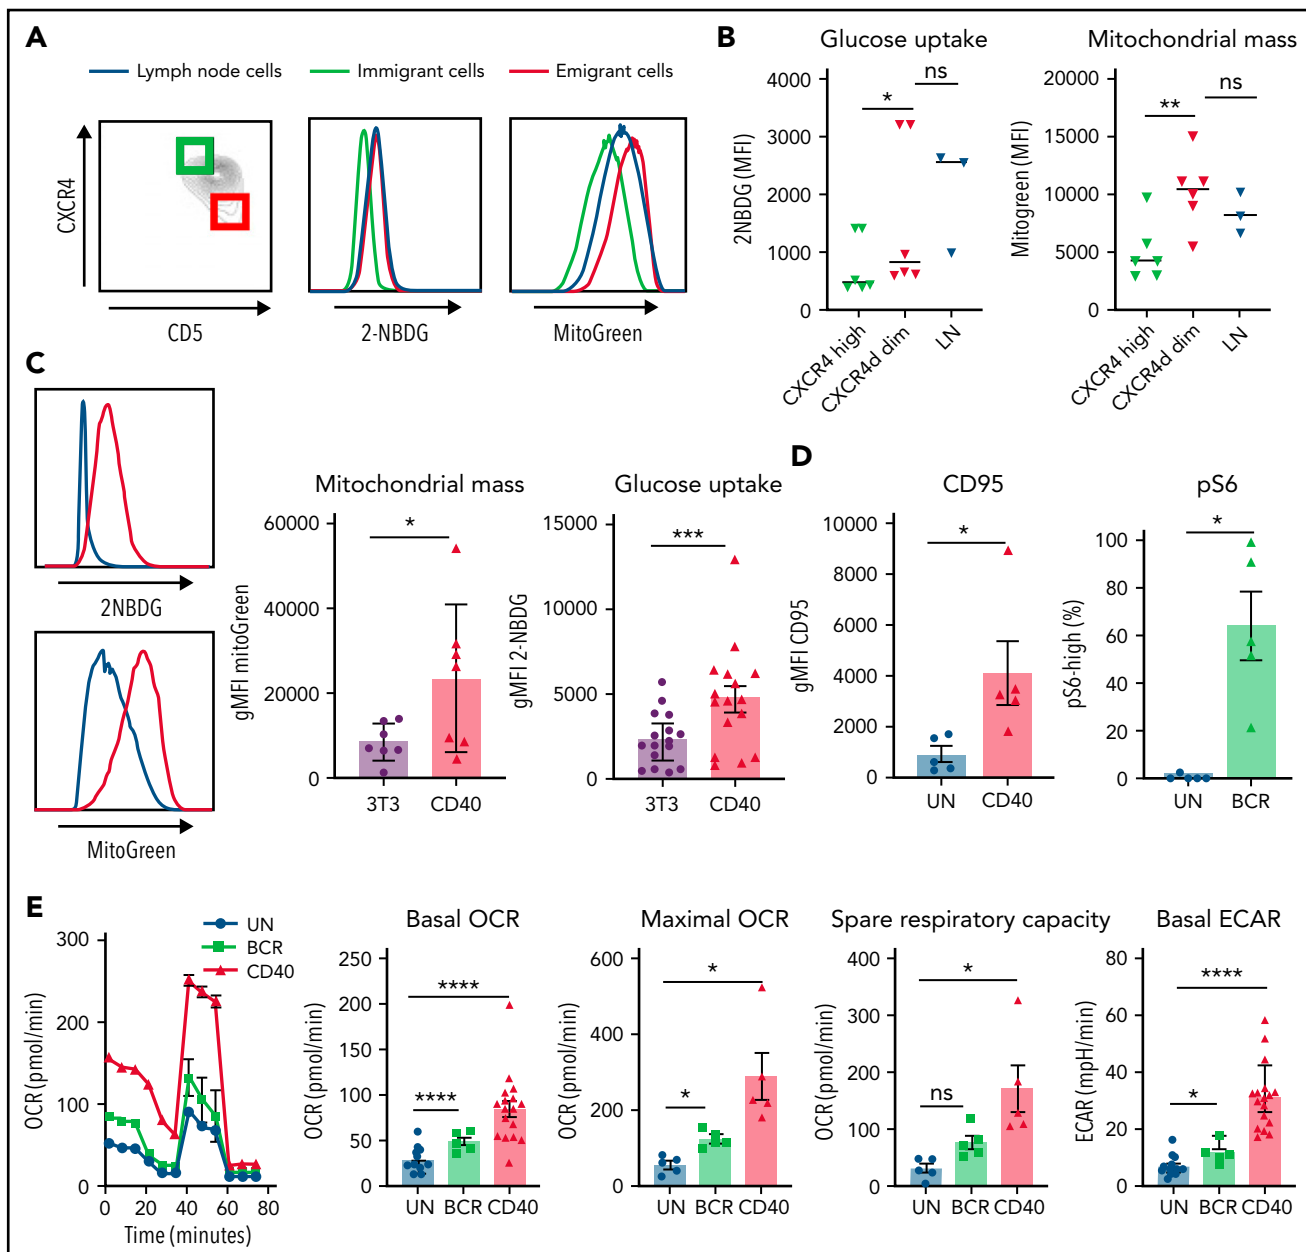 A
Lymph node cells
Immigrant cells
Emigrant cells
CXCR4
CD5
2-NBDG
MitoGreen
B
Glucose uptake
2NBDG (MFI)
4000
3000
2000
1000
0
*
ns
CXCR4 high
CXCR4d dim
LN
Mitochondrial mass
Mitogreen (MFI)
20000
15000
10000
5000
0
**
ns
CXCR4 high
CXCR4d dim
LN
C
2NBDG
MitoGreen
Mitochondrial mass
gMFI mitoGreen
60000
40000
20000
0
*
3T3
CD40
Glucose uptake
gMFI 2-NBDG
15000
10000
5000
0
***
3T3
CD40
D
CD95
gMFI CD95
10000
8000
6000
4000
2000
0
*
UN
CD40
pS6
pS6-high (%)
100
80
60
40
20
0
*
UN
BCR
E
UN
BCR
CD40
OCR (pmol/min)
300
200
100
0
0
20
40
60
80
Time (minutes)
Basal OCR
OCR (pmol/min)
250
200
150
100
50
0
****
****
UN
BCR
CD40
Maximal OCR
OCR (pmol/min)
600
400
200
0
*
*
UN
BCR
CD40
Spare respiratory capacity
OCR (pmol/min)
400
300
200
100
0
*
ns
UN
BCR
CD40
Basal ECAR
ECAR (mpH/min)
80
60
40
20
0
****
*
UN
BCR
CD40